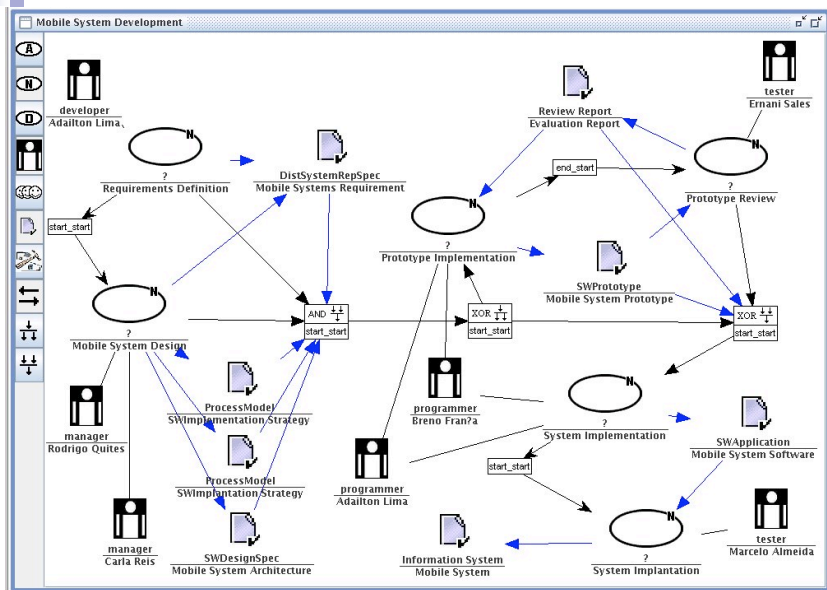 Mobile System Development
A
N
D
developer
Adailton Lima
N
?
Requirements Definition
start_start
DistSystemRepSpec
Mobile Systems Requirement
N
?
Mobile System Design
manager
Rodrigo Quites
manager
Carla Reis
ProcessModel
SWImplementation Strategy
ProcessModel
SWImplantation Strategy
SWDesignSpec
Mobile System Architecture
AND
start_start
N
?
Prototype Implementation
XOR
start_start
programmer
Breno Fran?a
programmer
Adailton Lima
Review Report
Evaluation Report
end_start
tester
Ernani Sales
N
?
Prototype Review
SWPrototype
Mobile System Prototype
XOR
start_start
N
?
System Implementation
start_start
SWApplication
Mobile System Software
N
?
System Implantation
tester
Marcelo Almeida
Information System
Mobile System